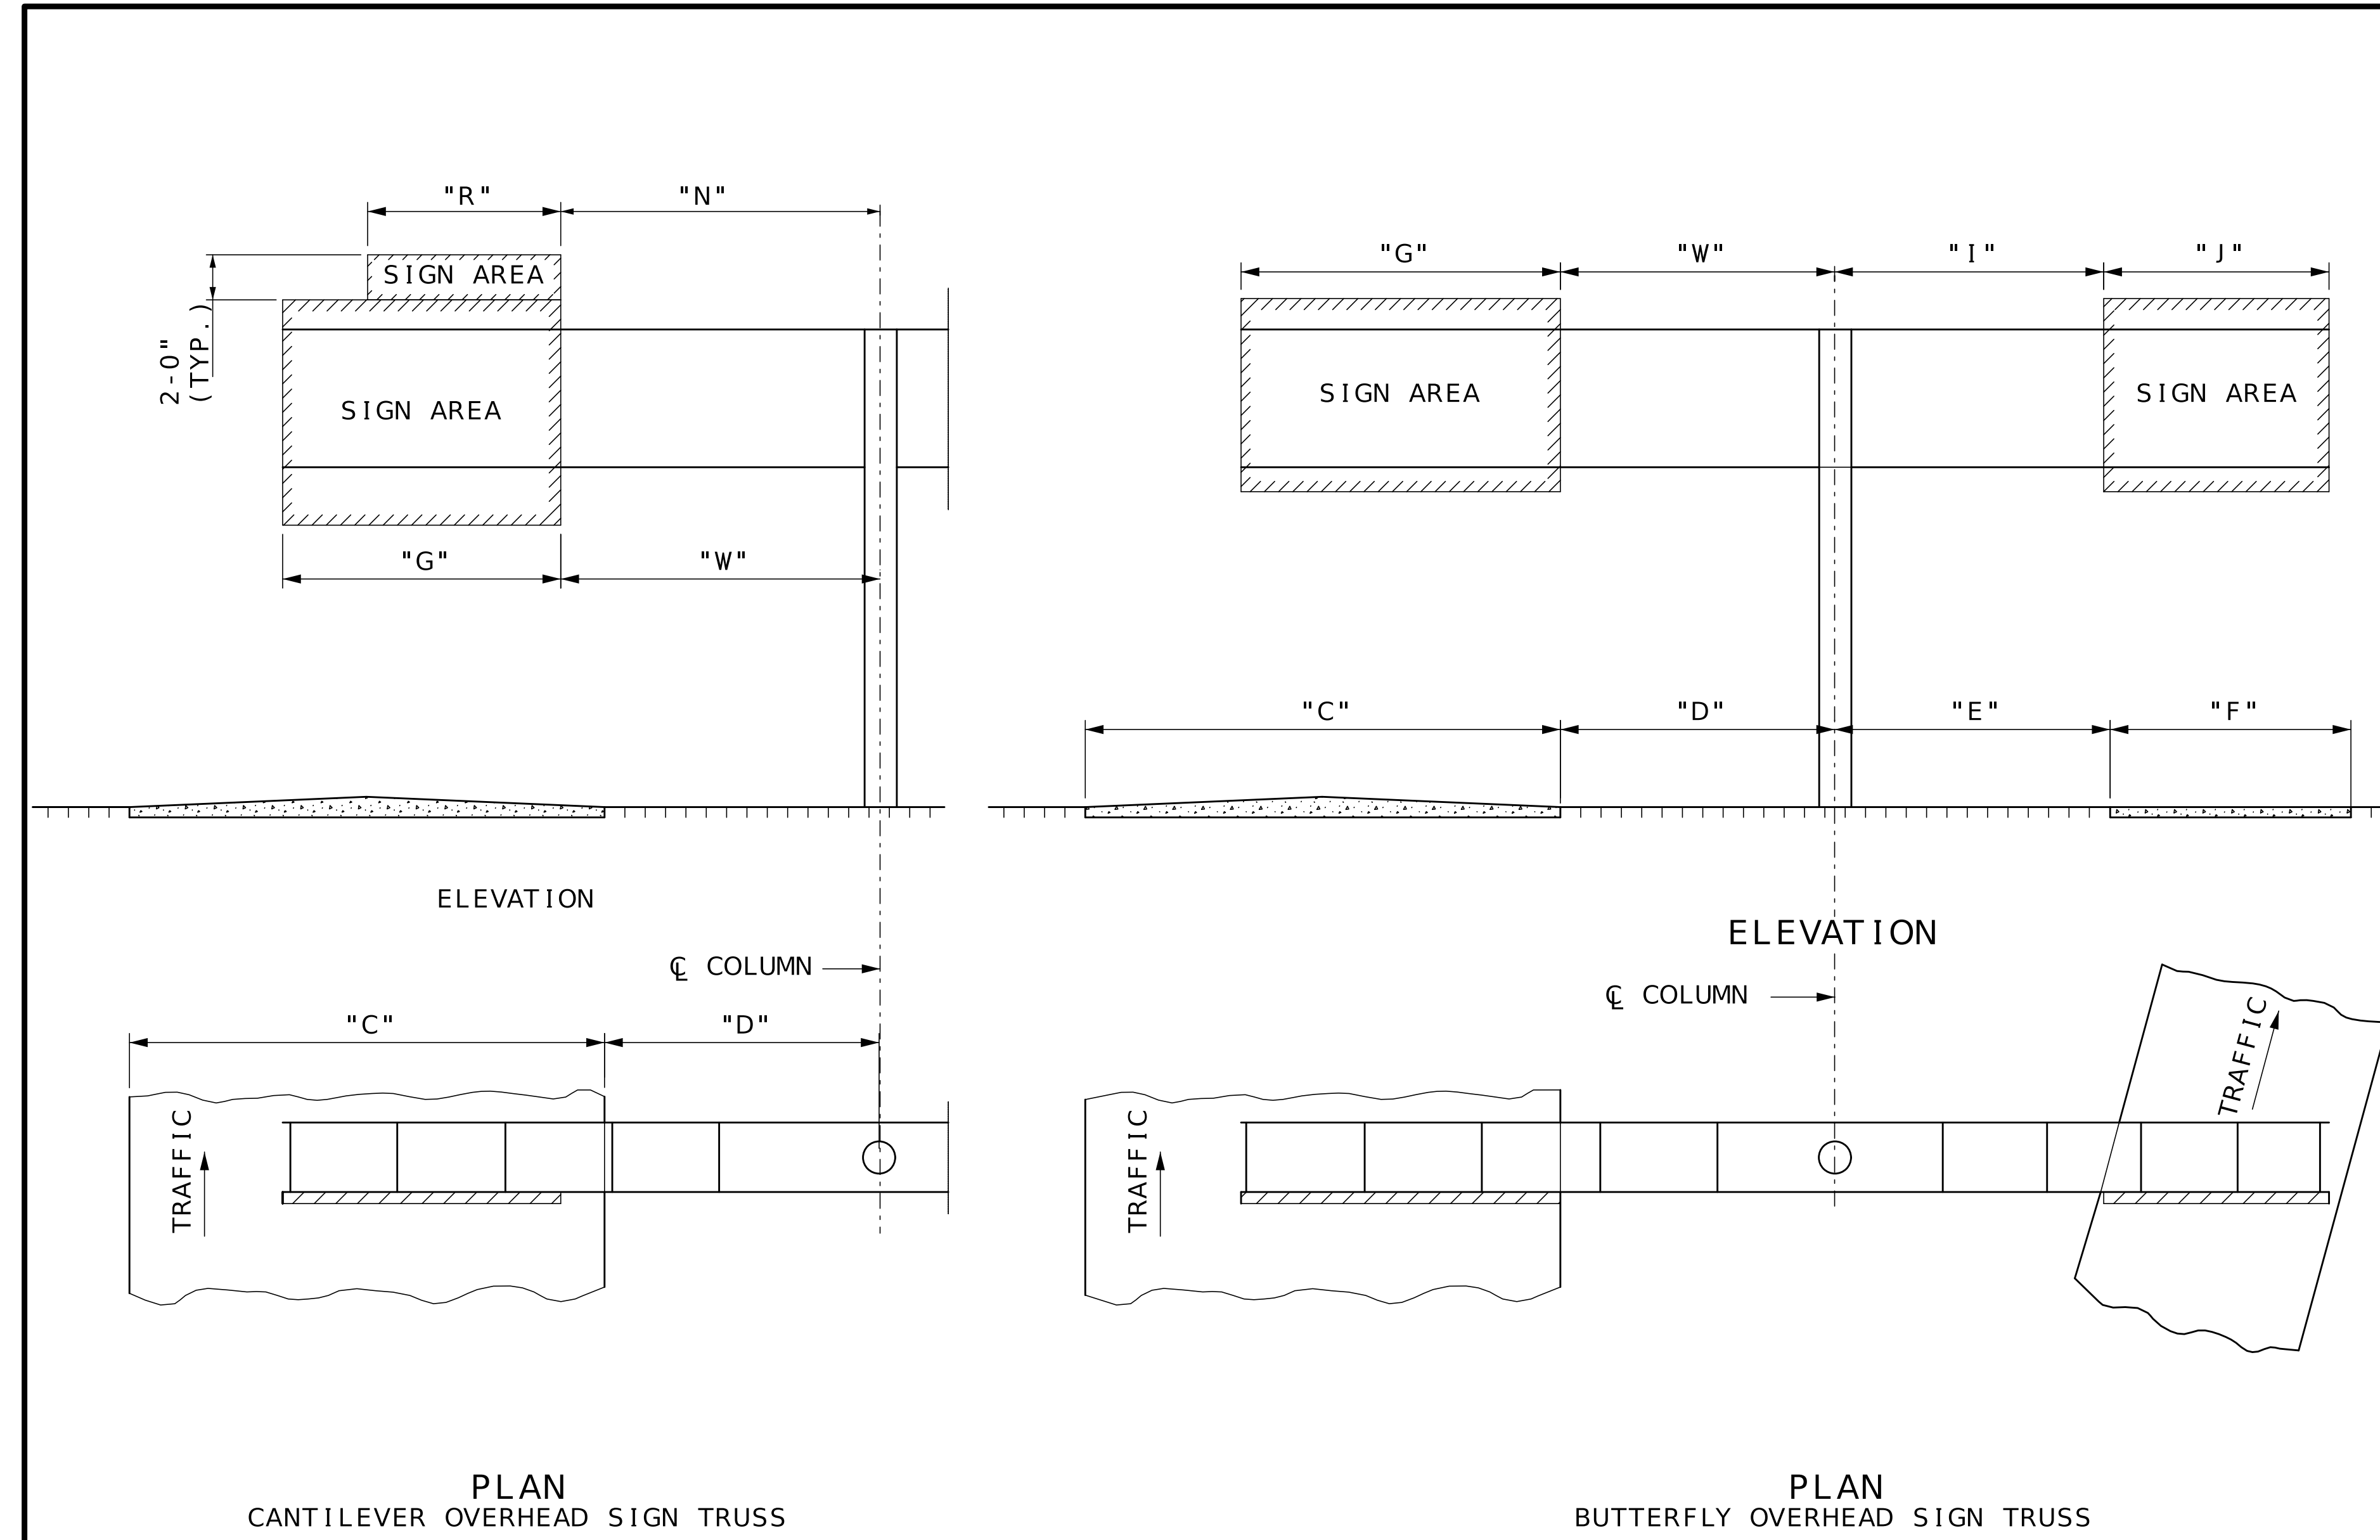 "R"
"N"
SIGN AREA
2-0"
(TYP.)
SIGN AREA
"G"
"W"
ELEVATION
℄ COLUMN
"C"
"D"
TRAFFIC
PLAN
CANTILEVER OVERHEAD SIGN TRUSS
"G"
"W"
"I"
"J"
SIGN AREA
SIGN AREA
"C"
"D"
"E"
"F"
ELEVATION
℄ COLUMN
TRAFFIC
TRAFFIC
PLAN
BUTTERFLY OVERHEAD SIGN TRUSS